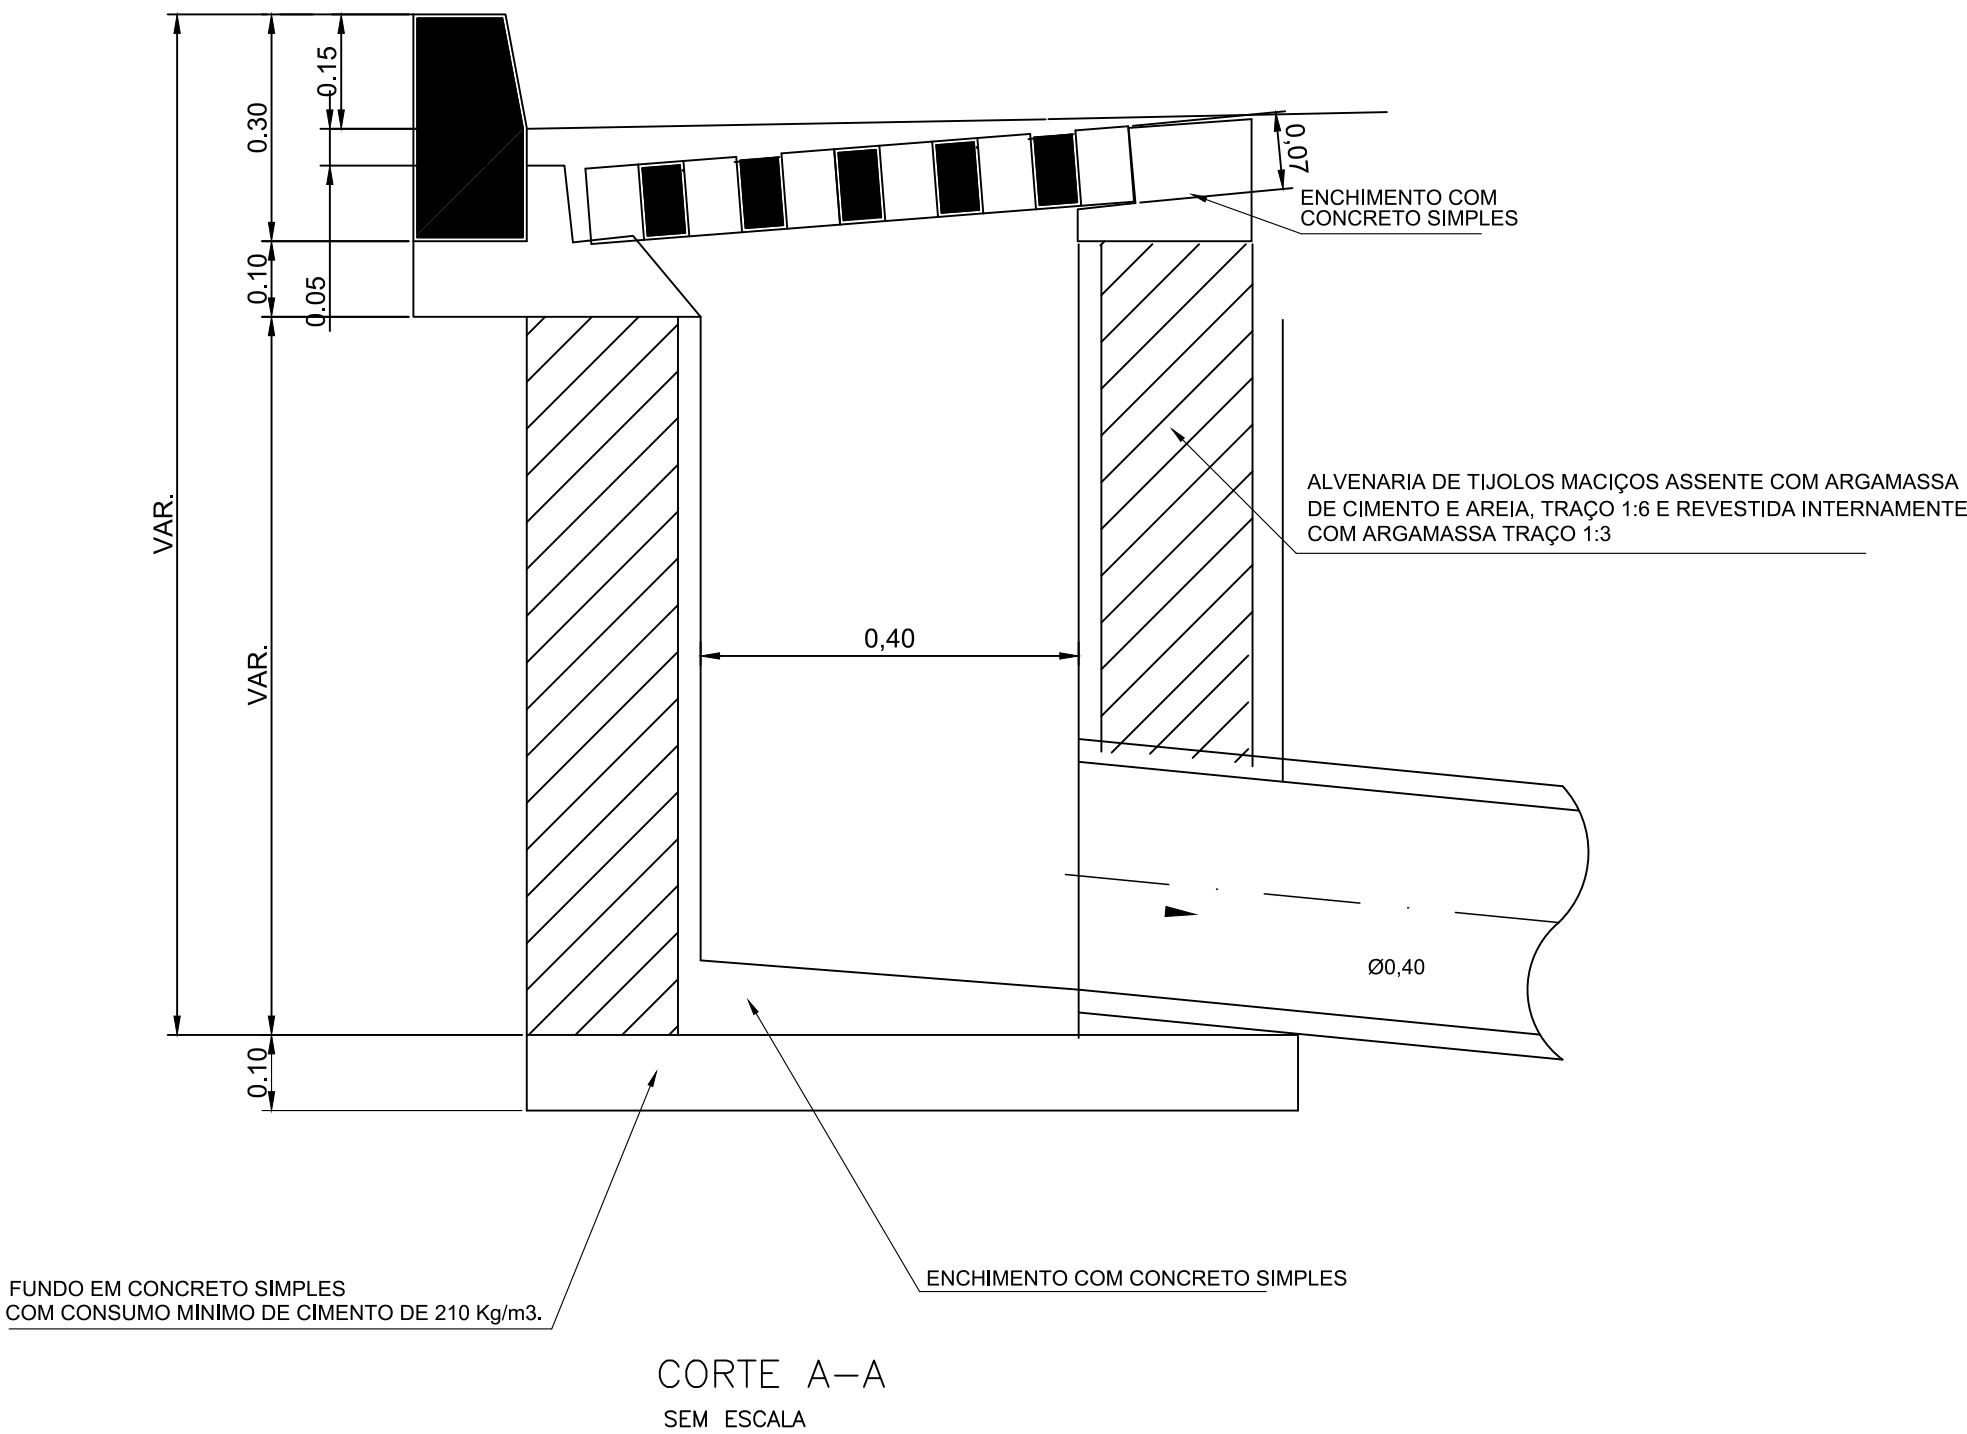 0.15
0.30
0.10
0.05
VAR.
VAR.
0.10
0,07
ENCHIMENTO COM
CONCRETO SIMPLES
ALVENARIA DE TIJOLOS MACIÇOS ASSENTE COM ARGAMASSA
DE CIMENTO E AREIA, TRAÇO 1:6 E REVESTIDA INTERNAMENTE
COM ARGAMASSA TRAÇO 1:3
0,40
Ø0,40
FUNDO EM CONCRETO SIMPLES
COM CONSUMO MINIMO DE CIMENTO DE 210 Kg/m3.
ENCHIMENTO COM CONCRETO SIMPLES
CORTE A-A
SEM ESCALA